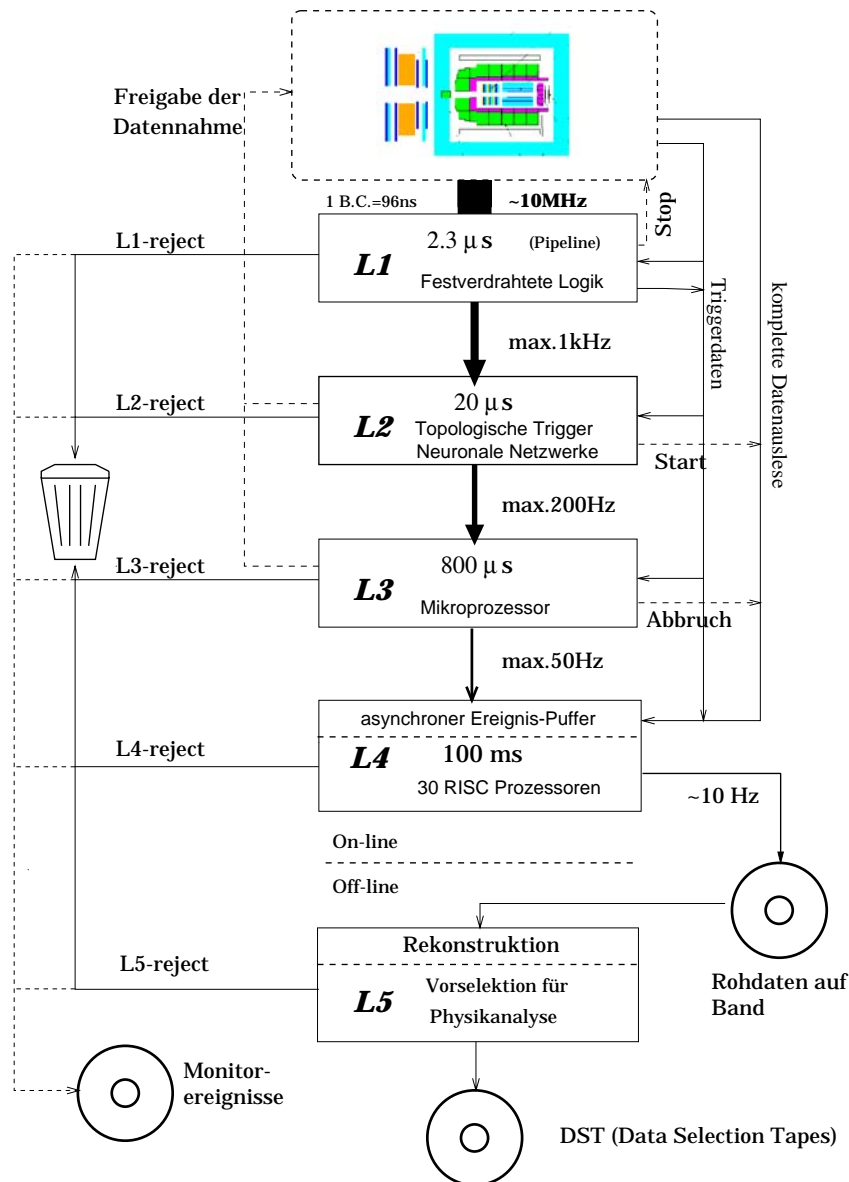 Freigabe der
Datennahme
1 B.C.=96ns
~10MHz
Stop
L1-reject
2.3 µ s
(Pipeline)
L1
Festverdrahtete Logik
Triggerdaten
komplette Datenauslese
max.1kHz
L2-reject
20 µ s
L2
Topologische Trigger
Neuronale Netzwerke
Start
max.200Hz
L3-reject
800 µ s
L3
Mikroprozessor
Abbruch
max.50Hz
asynchroner Ereignis-Puffer
L4-reject
L4
100 ms
30 RISC Prozessoren
~10 Hz
On-line
Off-line
Rekonstruktion
L5-reject
L5
Vorselektion für
Physikanalyse
Rohdaten auf
Band
Monitor-
ereignisse
DST (Data Selection Tapes)